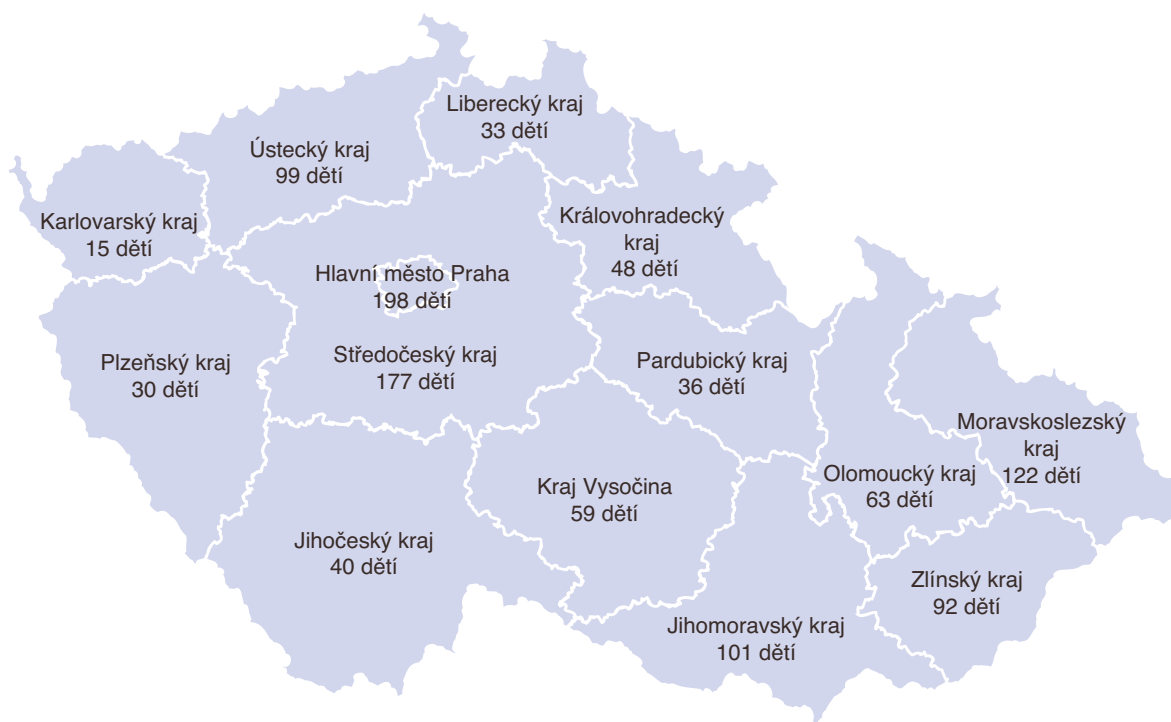 Liberecký kraj
33 dětí
Ústecký kraj
99 dětí
Karlovarský kraj
15 dětí
Královohradecký
kraj
48 dětí
Hlavní město Praha
198 dětí
Plzeňský kraj
30 dětí
Středočeský kraj
177 dětí
Pardubický kraj
36 dětí
Moravskoslezský
kraj
122 dětí
Olomoucký kraj
63 dětí
Kraj Vysočina
59 dětí
Jihočeský kraj
40 dětí
Zlínský kraj
92 dětí
Jihomoravský kraj
101 dětí